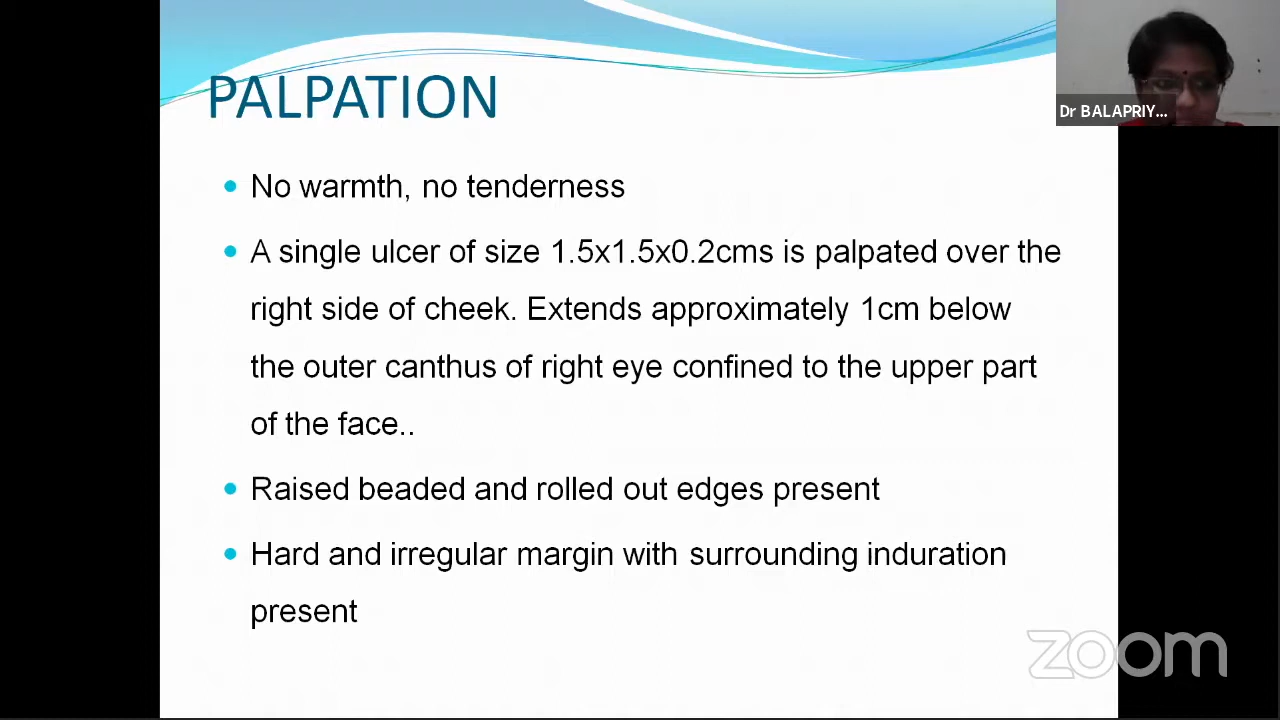 PALPATION
Dr BALAPRIY...
No warmth, no tenderness
A single ulcer of size 1.5x1.5x0.2cms is palpated over the
right side of cheek. Extends approximately 1cm below
the outer canthus of right eye confined to the upper part
of the face..
Raised beaded and rolled out edges present
Hard and irregular margin with surrounding induration
present
zoom